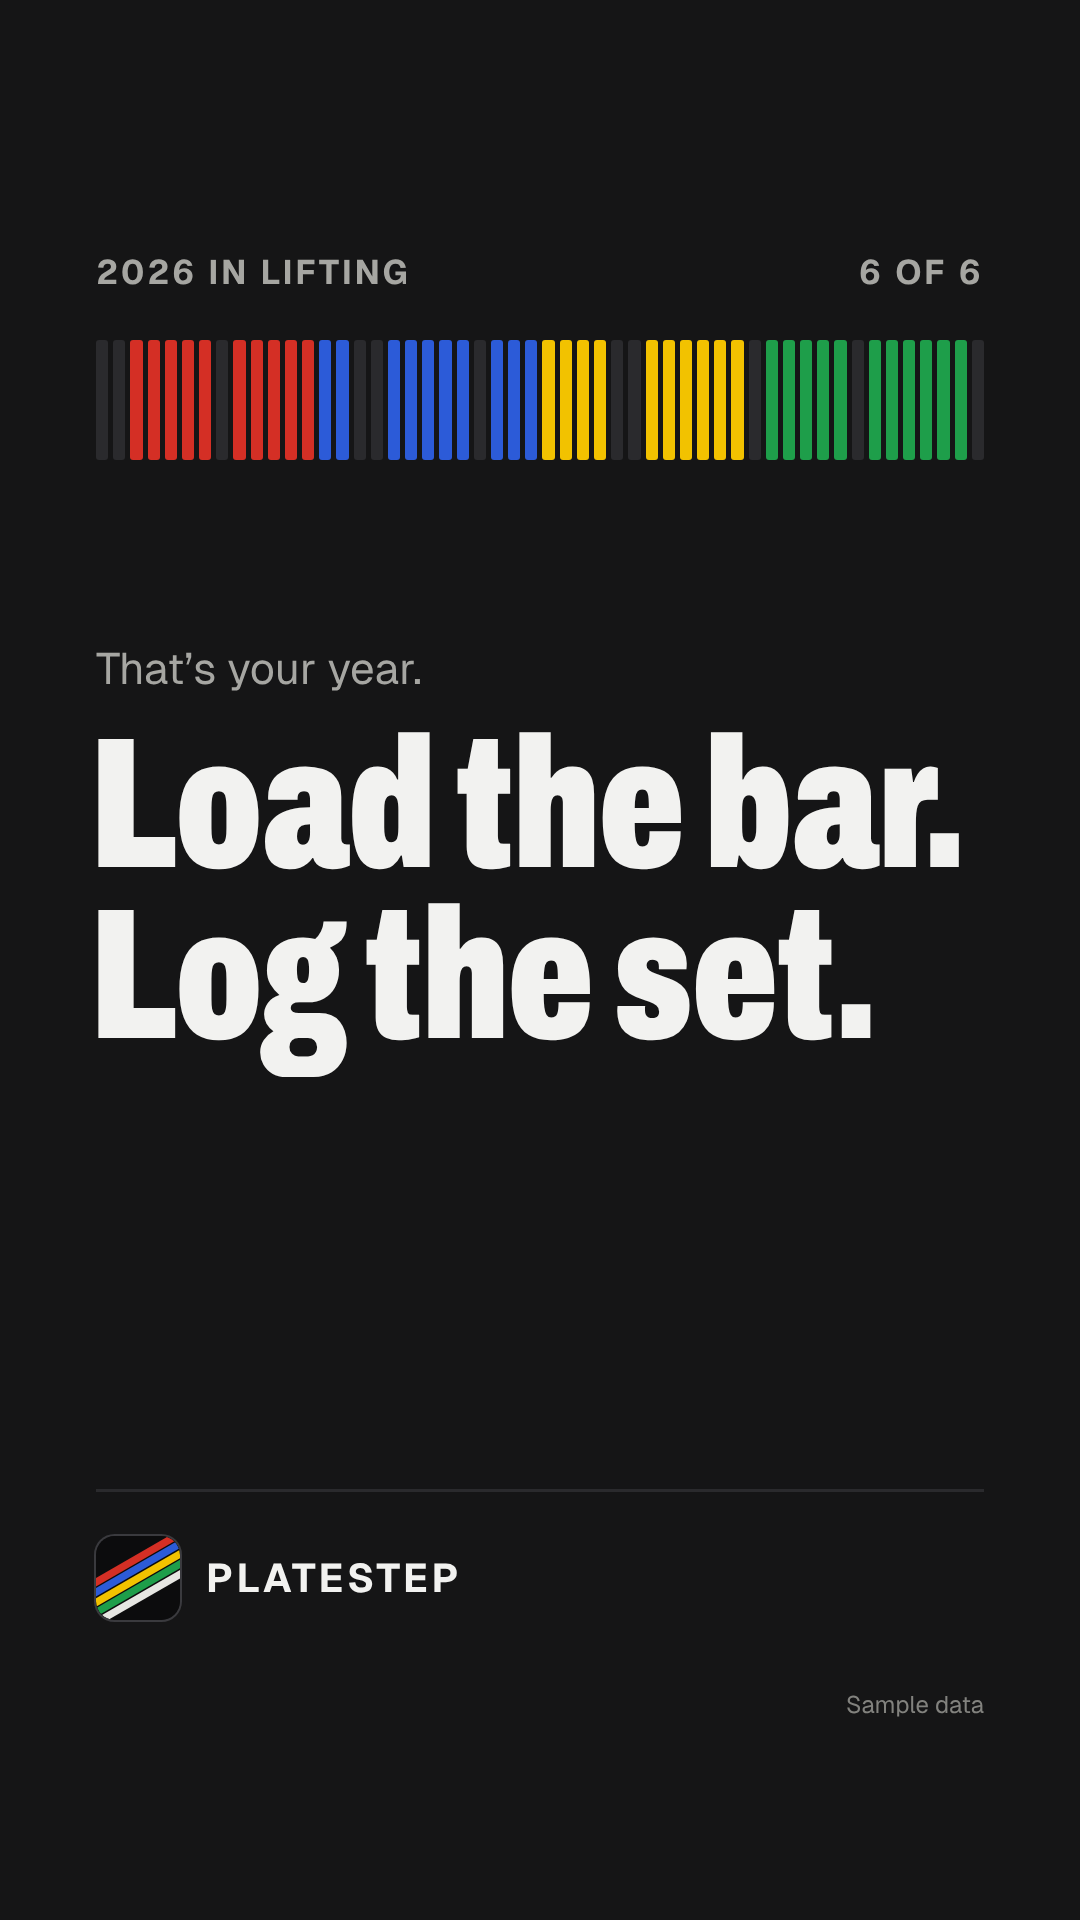 2026 IN LIFTING
6 OF 6
That’s your year.
Load the bar.
Log the set.
PLATESTEP
Sample data